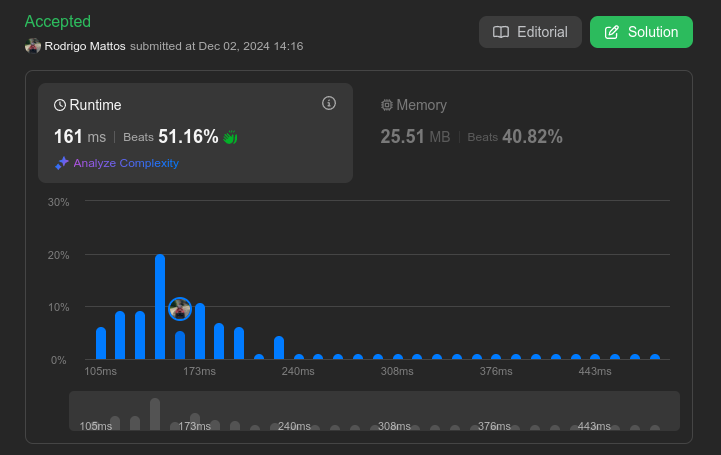 Accepted
Rodrigo Mattos submitted at Dec 02, 2024 14:16
Editorial
Solution
Runtime
161 ms | Beats 51.16%
Analyze Complexity
Memory
25.51 MB | Beats 40.82%
30%
20%
10%
0%
105ms 173ms 240ms 308ms 376ms 443ms
105ms 173ms 240ms 308ms 376ms 443ms